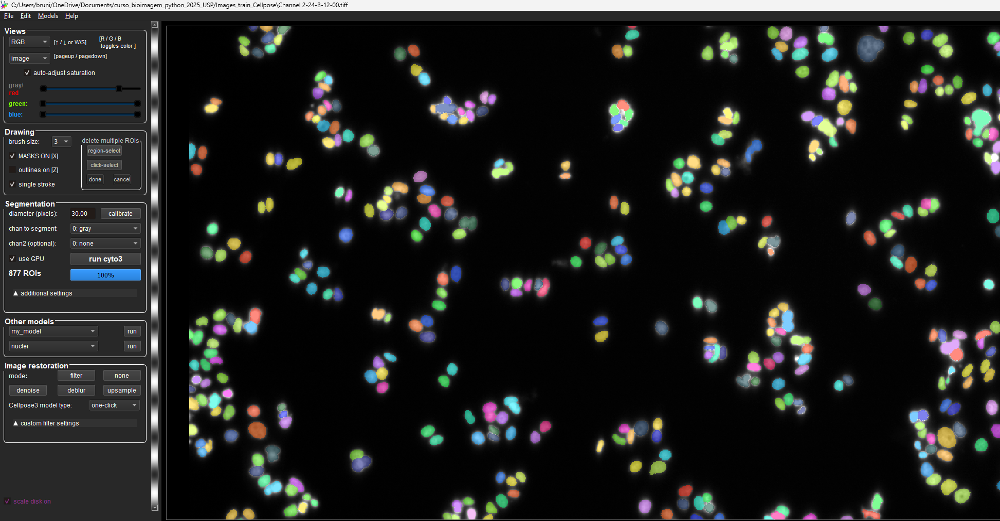 C:/Users/bruni/OneDrive/Documents/curso_bioimagem_python_2025_USP/Images_train_Cellpose\Channel 2-24-B-12-00.tiff
File Edit Models Help
Views
RGB [↑ / ↓ or W/S] [R / G / B
toggles color ]
image [pageup / pagedown]
✓ auto-adjust saturation
gray/
red
green:
blue:
Drawing
brush size: 3 delete multiple ROIs
region-select
✓ MASKS ON [X]
click-select
outlines on [Z]
done cancel
✓ single stroke
Segmentation
diameter (pixels): 30.00 calibrate
chan to segment: 0: gray
chan2 (optional): 0: none
✓ use GPU run cyto3
877 ROIs 100%
▲ additional settings
Other models
my_model run
nuclei run
Image restoration
mode: filter none
denoise deblur upsample
Cellpose3 model type: one-click
▲ custom filter settings
✓ scale disk on